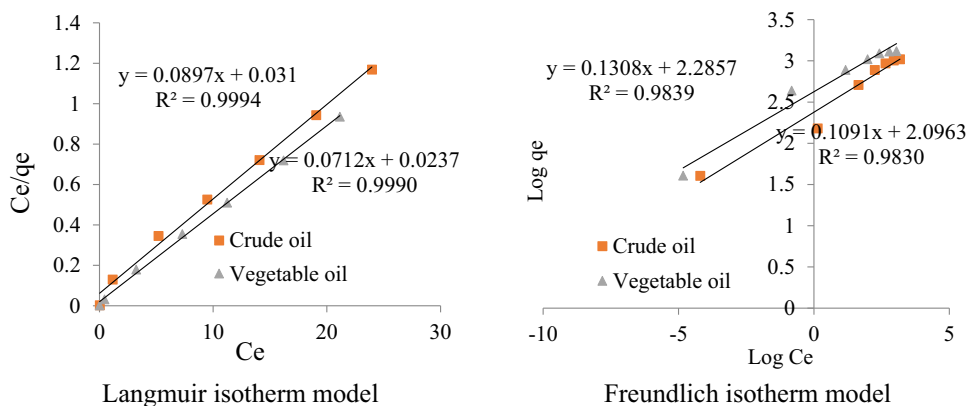 1.4
1.2
1
0.8
0.6
0.4
0.2
0
Ce/qe
y = 0.0897x + 0.031
R² = 0.9994
y = 0.0712x + 0.0237
R² = 0.9990
Crude oil
Vegetable oil
0 10 20 30
Ce
Langmuir isotherm model
4
3.5
3
2.5
2
1.5
1
0.5
0
Log qe
y = 0.1308x + 2.2857
R² = 0.9839
y = 0.1091x + 2.0963
R² = 0.9830
Crude oil
Vegetable oil
-10 -5 0 5
Log Ce
Freundlich isotherm model